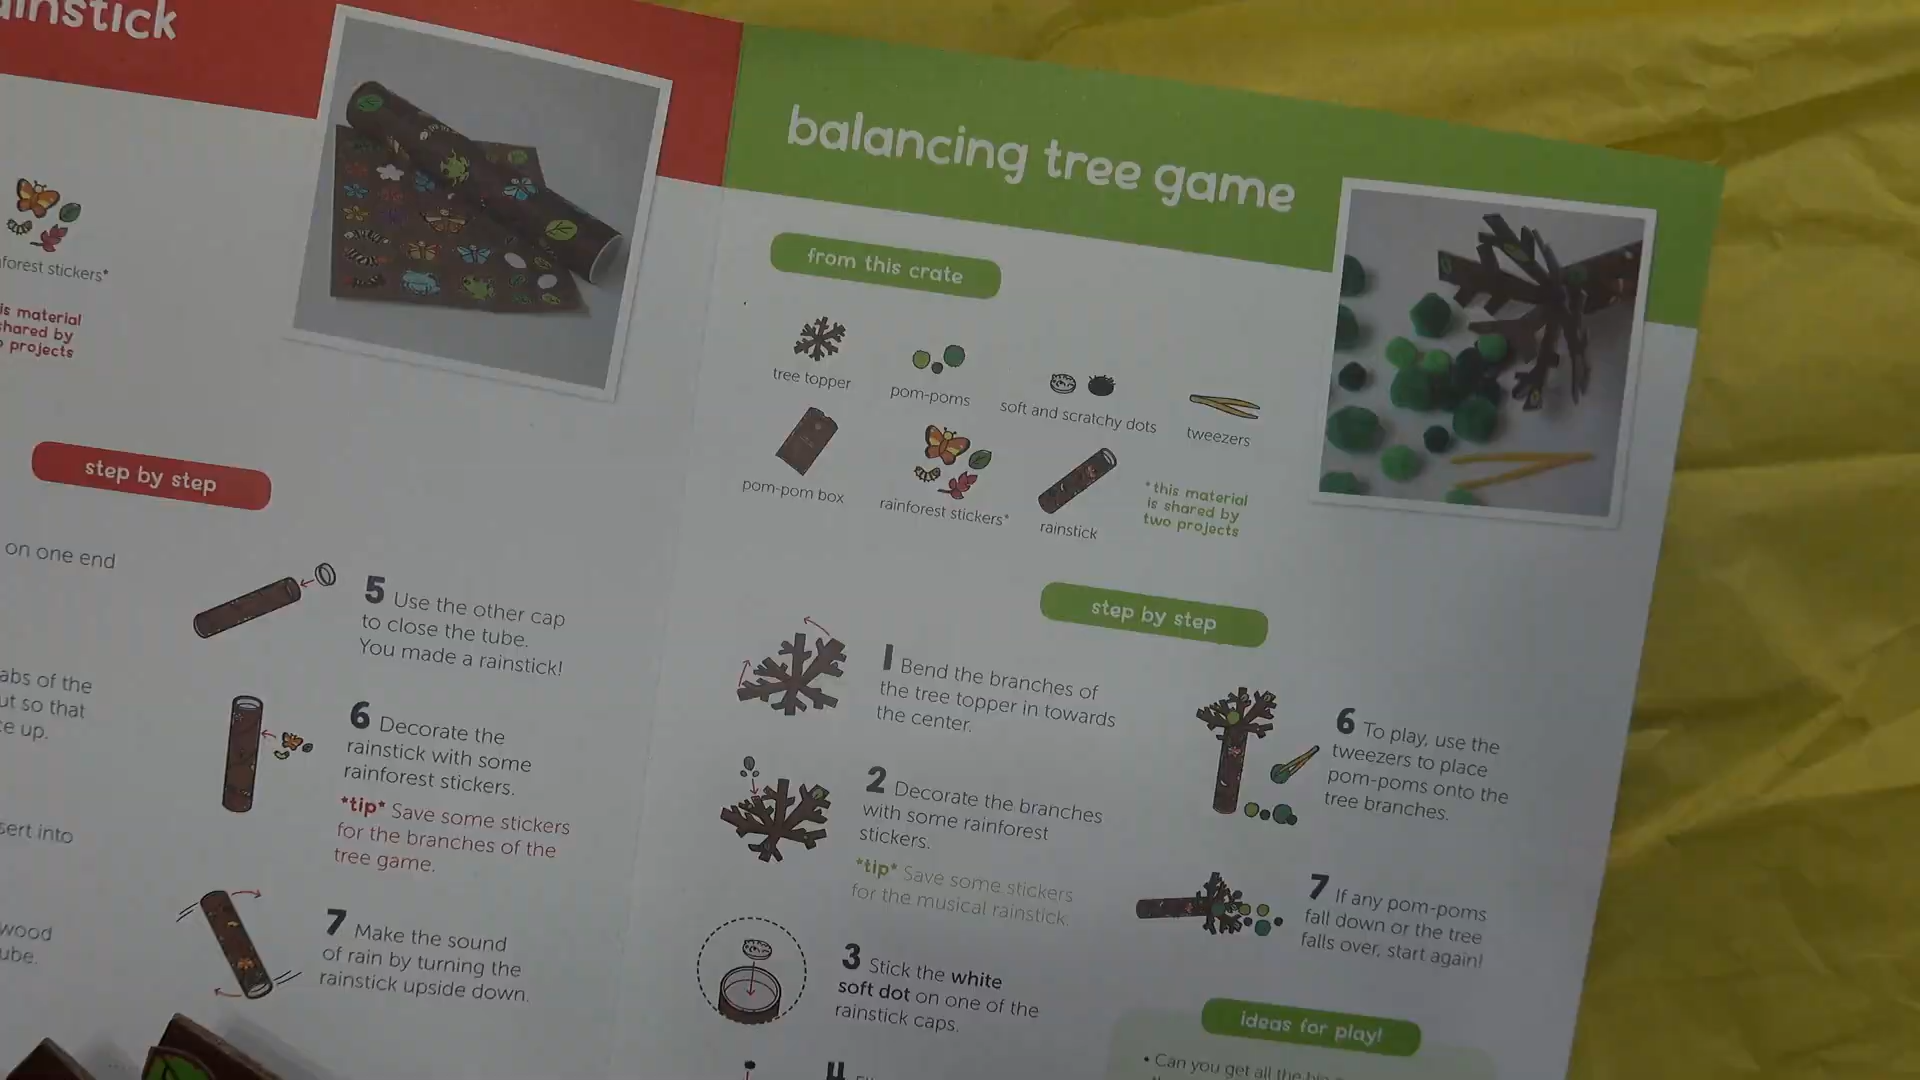 rainforest stickers*
material
shared by
projects
step by step
on one end
of the
so that
up.
into
wood
5 Use the other cap
to close the tube.
You made a rainstick!
6 Decorate the
rainstick with some
rainforest stickers.
*tip* Save some stickers
for the branches of the
tree game.
7 Make the sound
of rain by turning the
rainstick upside down.
balancing tree game
from this crate
tree topper
pom-poms
soft and scratchy dots
tweezers
pom-pom box
rainforest stickers*
rainstick
*this material
is shared by
two projects
step by step
1 Bend the branches of
the tree topper in towards
the center.
2 Decorate the branches
with some rainforest
stickers.
*tip* Save some stickers
for the musical rainstick.
3 Stick the white
soft dot on one of the
rainstick caps.
4
6 To play, use the
tweezers to place
pom-poms onto the
tree branches.
7 If any pom-poms
fall down or the tree
falls over, start again!
ideas for play!
• Can you get all the